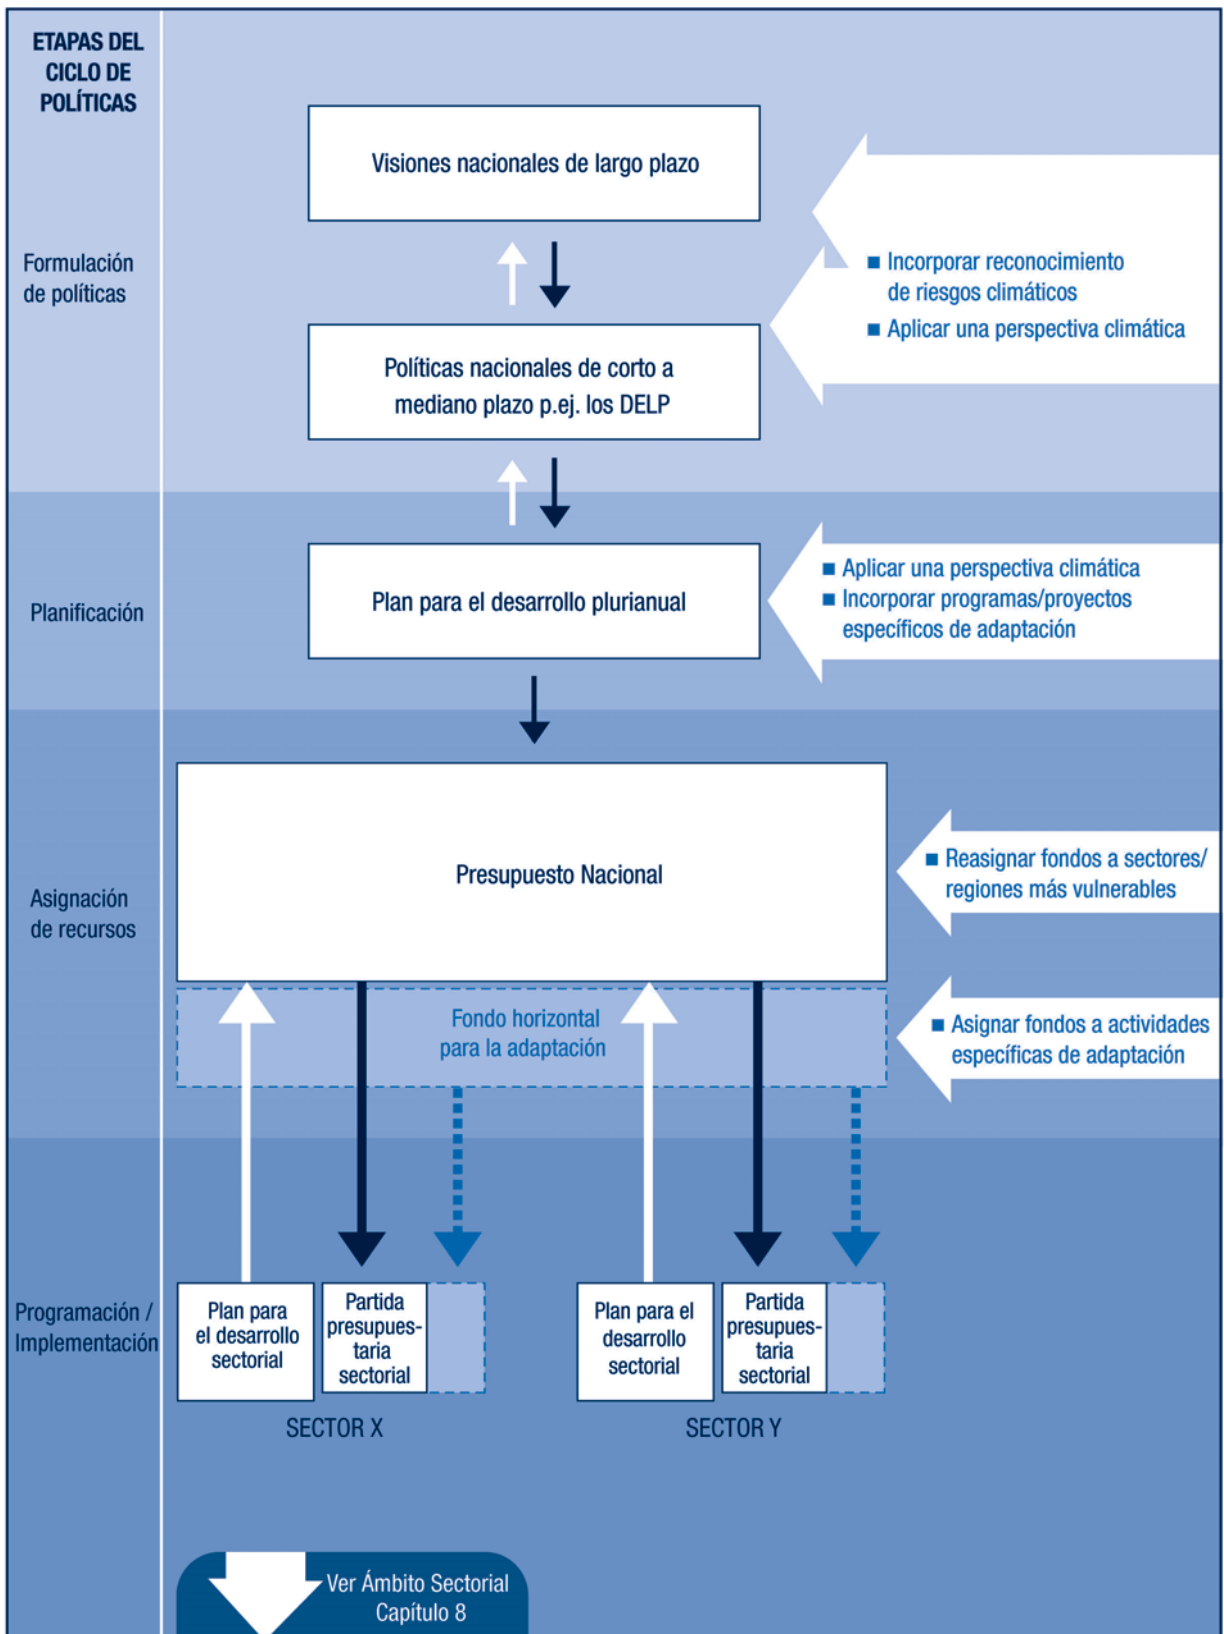 ETAPAS DEL
CICLO DE
POLÍTICAS
Formulación
de políticas
Visiones nacionales de largo plazo
Políticas nacionales de corto a
mediano plazo p.ej. los DELP
■ Incorporar reconocimiento
de riesgos climáticos
■ Aplicar una perspectiva climática
Planificación
Plan para el desarrollo plurianual
■ Aplicar una perspectiva climática
■ Incorporar programas/proyectos
específicos de adaptación
Asignación
de recursos
Presupuesto Nacional
■ Reasignar fondos a sectores/
regiones más vulnerables
Fondo horizontal
para la adaptación
■ Asignar fondos a actividades
específicas de adaptación
Programación /
Implementación
Plan para
el desarrollo
sectorial
Partida
presupues-
taria
sectorial
SECTOR X
Plan para el
desarrollo
sectorial
Partida
presupues-
taria
sectorial
SECTOR Y
Ver Ámbito Sectorial
Capítulo 8